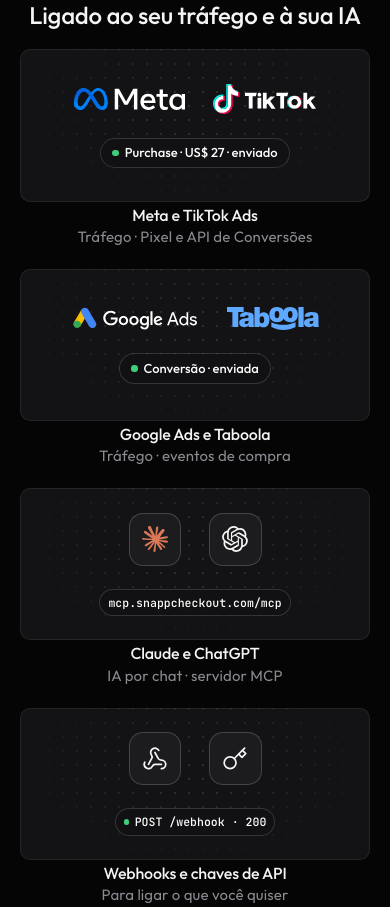 Ligado ao seu tráfego e à sua IA
Meta TikTok
Purchase · US$ 27 · enviado
Meta e TikTok Ads
Tráfego · Pixel e API de Conversões
Google Ads Taboola
Conversão · enviada
Google Ads e Taboola
Tráfego · eventos de compra
mcp.snappcheckout.com/mcp
Claude e ChatGPT
IA por chat · servidor MCP
POST /webhook · 200
Webhooks e chaves de API
Para ligar o que você quiser